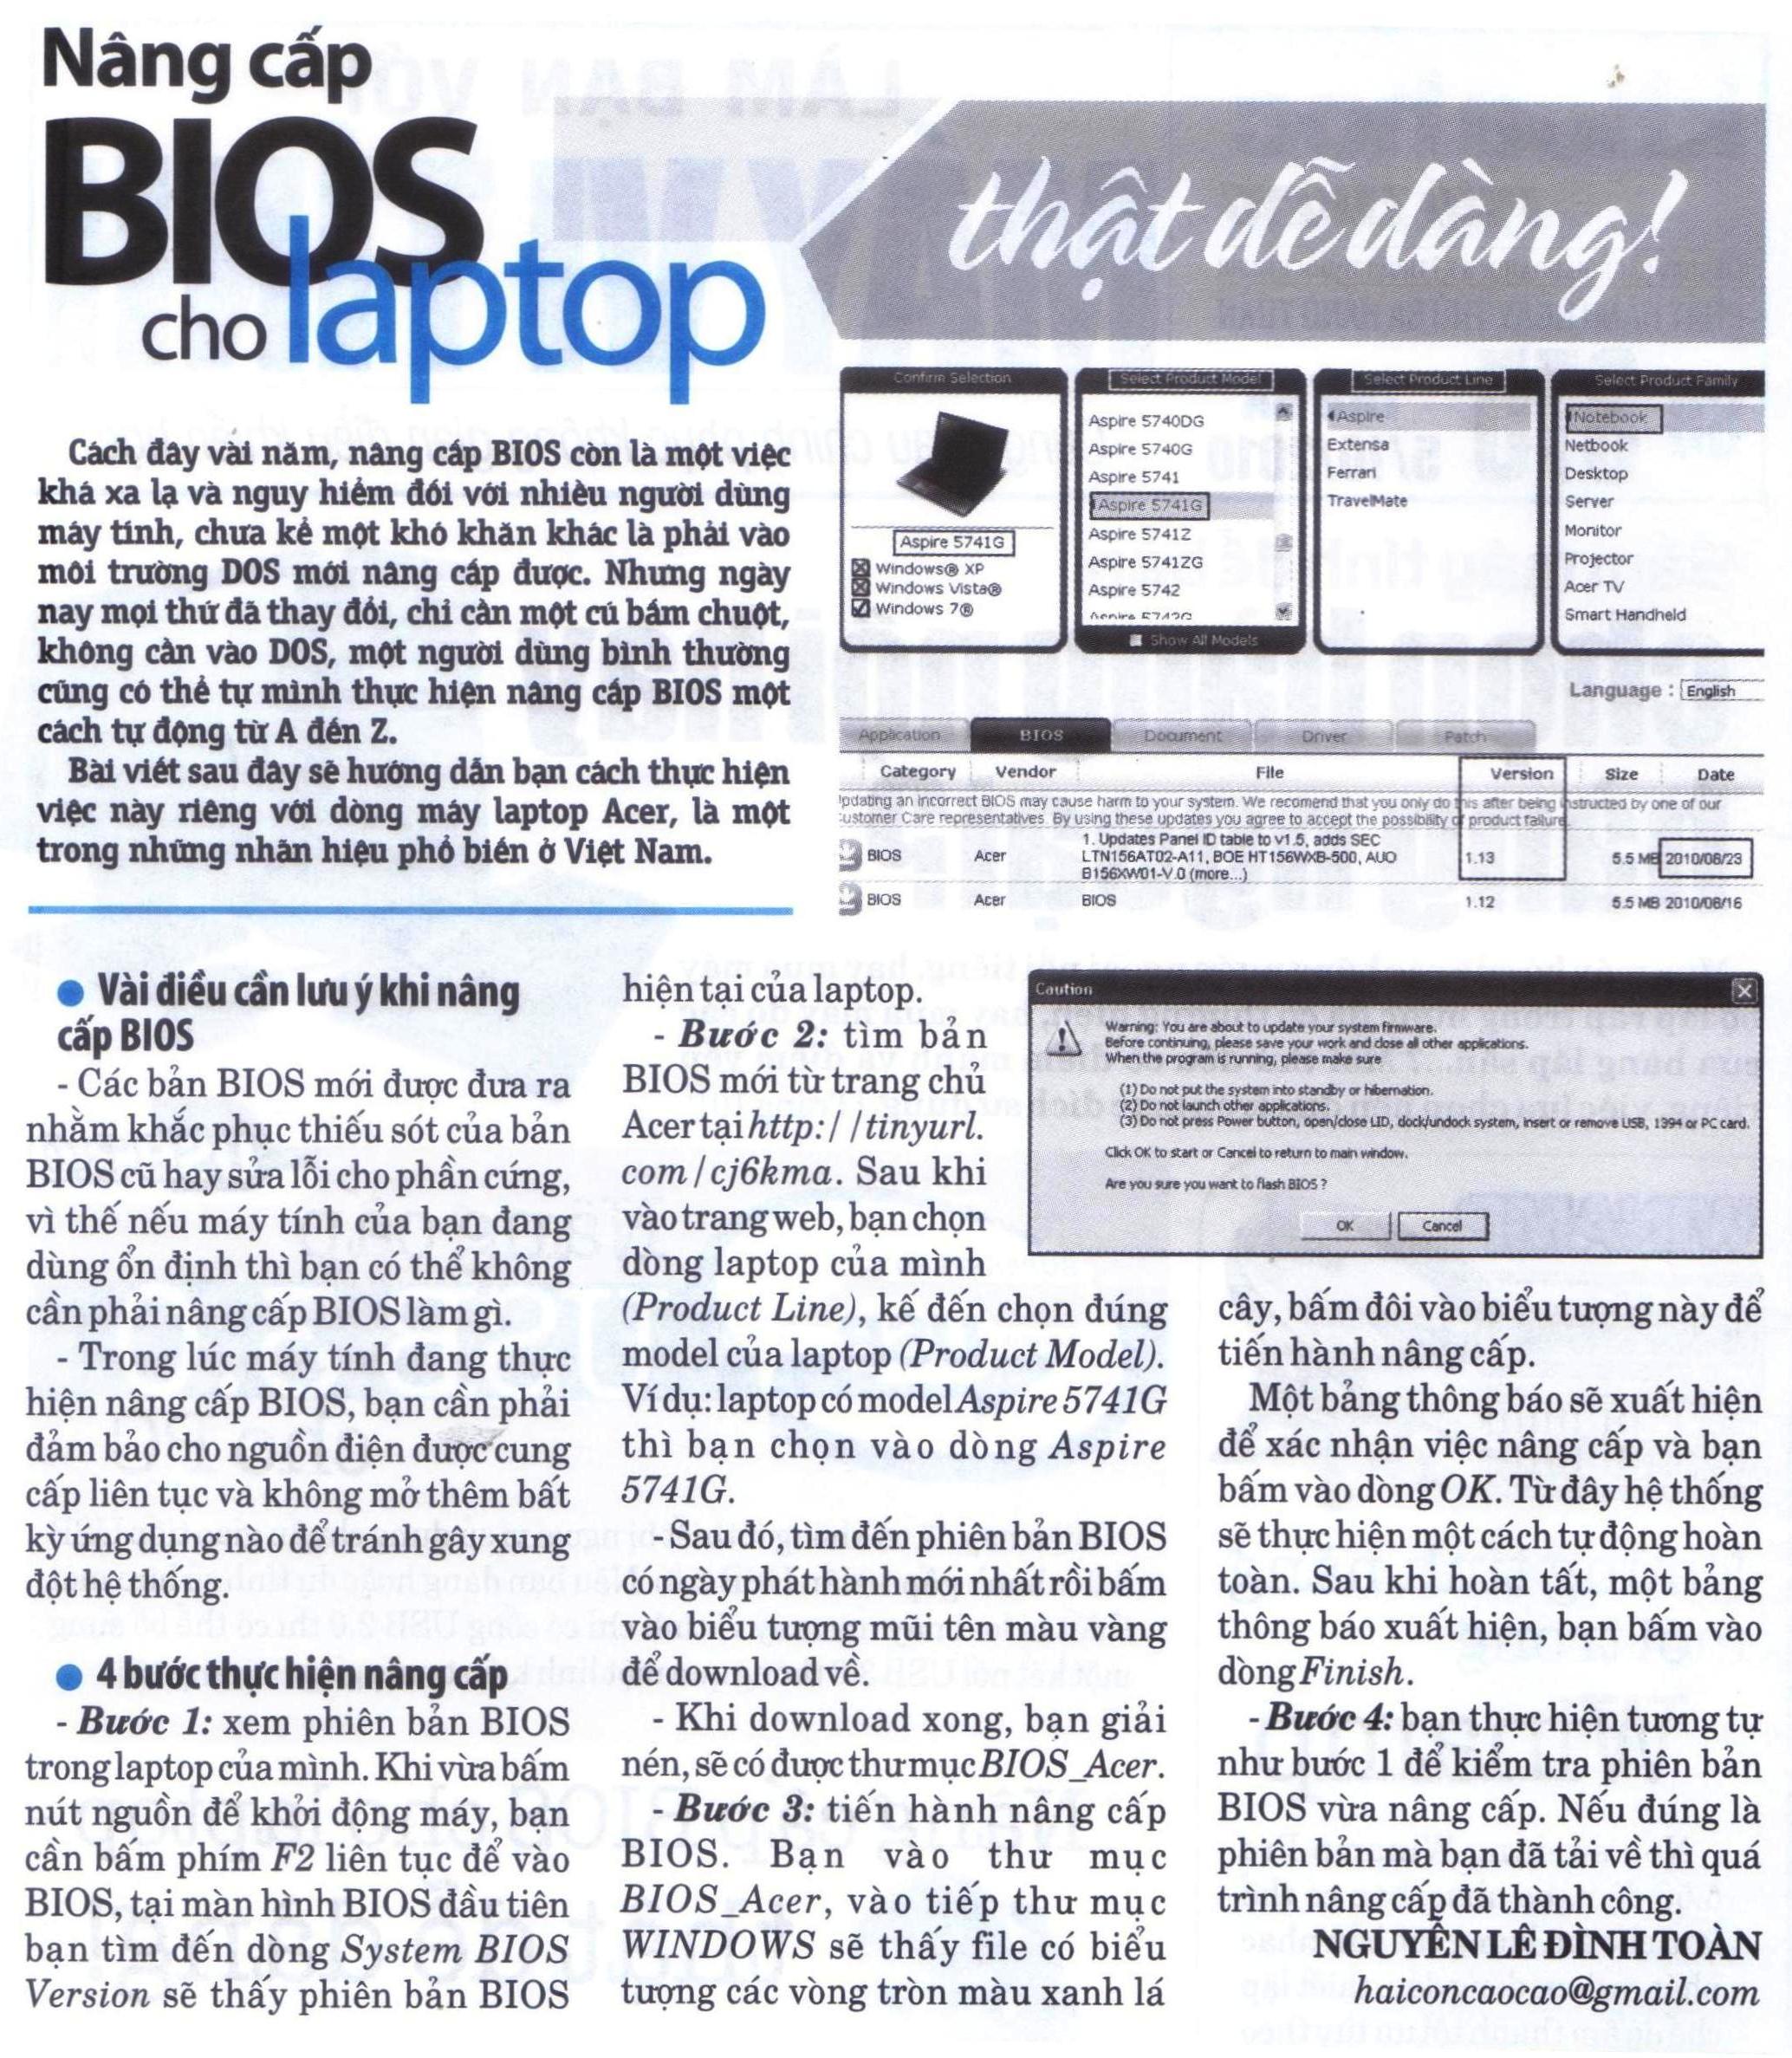 Nâng cấp
BIOS
cho laptop
thật dễ dàng!
Cách đây vài năm, nâng cấp BIOS còn là một việc
khá xa lạ và nguy hiểm đối với nhiều người dùng
máy tính, chưa kể một khó khăn khác là phải vào
môi trường DOS mới nâng cấp được. Nhưng ngày
nay mọi thứ đã thay đổi, chỉ cần một cú bấm chuột,
không cần vào DOS, một người dùng bình thường
cũng có thể tự mình thực hiện nâng cấp BIOS một
cách tự động từ A đến Z.
Bài viết sau đây sẽ hướng dẫn bạn cách thực hiện
việc này riêng với dòng máy laptop Acer, là một
trong những nhãn hiệu phổ biến ở Việt Nam.
Confirm Selection
Aspire 5741G
Windows® XP
Windows Vista®
Windows 7®
Select Product Model
Aspire 5740DG
Aspire 5740G
Aspire 5741
Aspire 5741G
Aspire 5741Z
Aspire 5741ZG
Aspire 5742
Aspire 5742G
Show All Models
Select Product Line
Aspire
Extensa
Ferrari
TravelMate
Select Product Family
Notebook
Netbook
Desktop
Server
Monitor
Projector
Acer TV
Smart Handheld
Language : English
Application BIOS Document Driver Patch
Category Vendor File Version Size Date
pdating an incorrect BIOS may cause harm to your system. We recomend that you only do this after being instructed by one of our
ustomer Care representatives. By using these updates you agree to accept the possibility of product failure.
BIOS Acer 1. Updates Panel ID table to v1.5, adds SEC
LTN156AT02-A11, BOE HT156WXB-500, AUO 1.13 5.5 MB 2010/08/23
B156XW01-V.0 (more...)
BIOS Acer BIOS 1.12 5.5 MB 2010/06/16
● Vài điều cần lưu ý khi nâng
cấp BIOS
- Các bản BIOS mới được đưa ra
nhằm khắc phục thiếu sót của bản
BIOS cũ hay sửa lỗi cho phần cứng,
vì thế nếu máy tính của bạn đang
dùng ổn định thì bạn có thể không
cần phải nâng cấp BIOS làm gì.
- Trong lúc máy tính đang thực
hiện nâng cấp BIOS, bạn cần phải
đảm bảo cho nguồn điện được cung
cấp liên tục và không mở thêm bất
kỳ ứng dụng nào để tránh gây xung
đột hệ thống.
● 4 bước thực hiện nâng cấp
- Bước 1: xem phiên bản BIOS
trong laptop của mình. Khi vừa bấm
nút nguồn để khởi động máy, bạn
cần bấm phím F2 liên tục để vào
BIOS, tại màn hình BIOS đầu tiên
bạn tìm đến dòng System BIOS
Version sẽ thấy phiên bản BIOS
hiện tại của laptop.
- Bước 2: tìm bản
BIOS mới từ trang chủ
Acer tại http://tinyurl.
com/cj6kma. Sau khi
vào trang web, bạn chọn
dòng laptop của mình
(Product Line), kế đến chọn đúng
model của laptop (Product Model).
Ví dụ: laptop có model Aspire 5741G
thì bạn chọn vào dòng Aspire
5741G.
Sau đó, tìm đến phiên bản BIOS
có ngày phát hành mới nhất rồi bấm
vào biểu tượng mũi tên màu vàng
để download về.
- Khi download xong, bạn giải
nén, sẽ có được thư mục BIOS_Acer.
- Bước 3: tiến hành nâng cấp
BIOS. Bạn vào thư mục
BIOS_Acer, vào tiếp thư mục
WINDOWS sẽ thấy file có biểu
tượng các vòng tròn màu xanh lá
Caution
Warning: You are about to update your system firmware.
Before continuing, please save your work and close all other applications.
When the program is running, please make sure
(1) Do not put the system into standby or hibernation.
(2) Do not launch other applications.
(3) Do not press Power button, open/close LID, dock/undock system, insert or remove USB, 1394 or PC card.
Click OK to start or Cancel to return to main window.
Are you sure you want to flash BIOS ?
OK Cancel
cây, bấm đôi vào biểu tượng này để
tiến hành nâng cấp.
Một bảng thông báo sẽ xuất hiện
để xác nhận việc nâng cấp và bạn
bấm vào dòng OK. Từ đây hệ thống
sẽ thực hiện một cách tự động hoàn
toàn. Sau khi hoàn tất, một bảng
thông báo xuất hiện, bạn bấm vào
dòng Finish.
- Bước 4: bạn thực hiện tương tự
như bước 1 để kiểm tra phiên bản
BIOS vừa nâng cấp. Nếu đúng là
phiên bản mà bạn đã tải về thì quá
trình nâng cấp đã thành công.
NGUYỄN LÊ ĐÌNH TOÀN
haiconcaocao@gmail.com